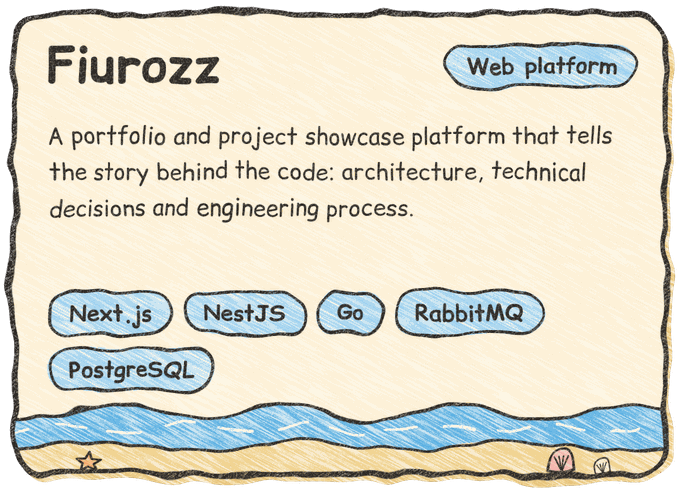 Fiurozz
Web platform
A portfolio and project showcase platform that tells
the story behind the code: architecture, technical
decisions and engineering process.
Next.js NestJS Go RabbitMQ
PostgreSQL